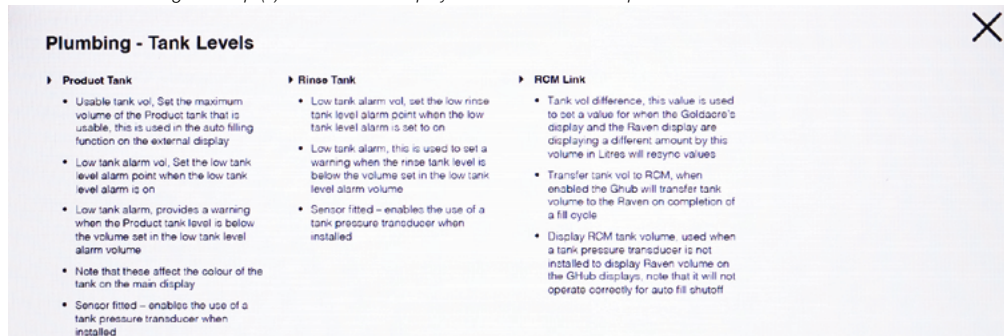 Plumbing - Tank Levels
Product Tank
• Usable tank vol, Set the maximum
volume of the Product tank that is
usable, this is used in the auto filling
function on the external display
• Low tank alarm vol, Set the low tank
level alarm point when the low tank
level alarm is on
• Low tank alarm, provides a warning
when the Product tank level is below
the volume set in the low tank level
alarm volume
• Note that these affect the colour of the
tank on the main display
• Sensor fitted – enables the use of a
tank pressure transducer when
installed
Rinse Tank
• Low tank alarm vol, set the low rinse
tank level alarm point when the low
tank level alarm is set to on
• Low tank alarm, this is used to set a
warning when the rinse tank level is
below the volume set in the low tank
level alarm volume
• Sensor fitted – enables the use of a
tank pressure transducer when
installed
RCM Link
• Tank vol difference, this value is used
to set a value for when the Goldacre's
display and the Raven display are
displaying a different amount by this
volume in Litres will resync values
• Transfer tank vol to RCM, when
enabled the Ghub will transfer tank
volume to the Raven on completion of
a fill cycle
• Display RCM tank volume, used when
a tank pressure transducer is not
installed to display Raven volume on
the GHub displays, note that it will not
operate correctly for auto fill shutoff